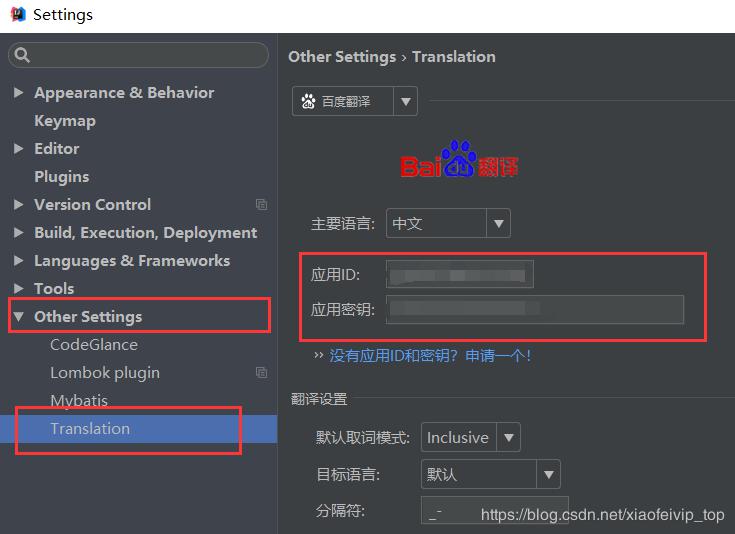 Settings
Appearance & Behavior
Keymap
Editor
Plugins
Version Control
Build, Execution, Deployment
Languages & Frameworks
Tools
Other Settings
CodeGlance
Lombok plugin
Mybatis
Translation
Other Settings › Translation
百度翻译
Bai du 翻译
主要语言: 中文
应用ID:
应用密钥:
›› 没有应用ID和密钥？申请一个！
翻译设置
默认取词模式: Inclusive
目标语言: 默认
分隔符: _-
https://blog.csdn.net/xiaofeivip_top